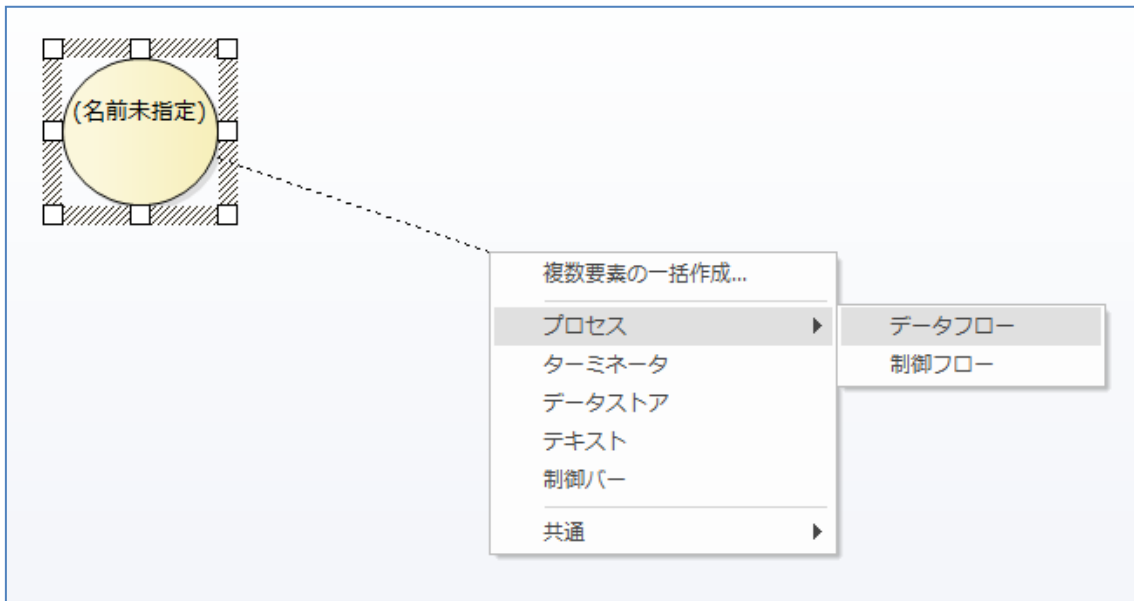 (名前未指定)
複数要素の一括作成...
プロセス
データフロー
制御フロー
ターミネータ
データストア
テキスト
制御バー
共通